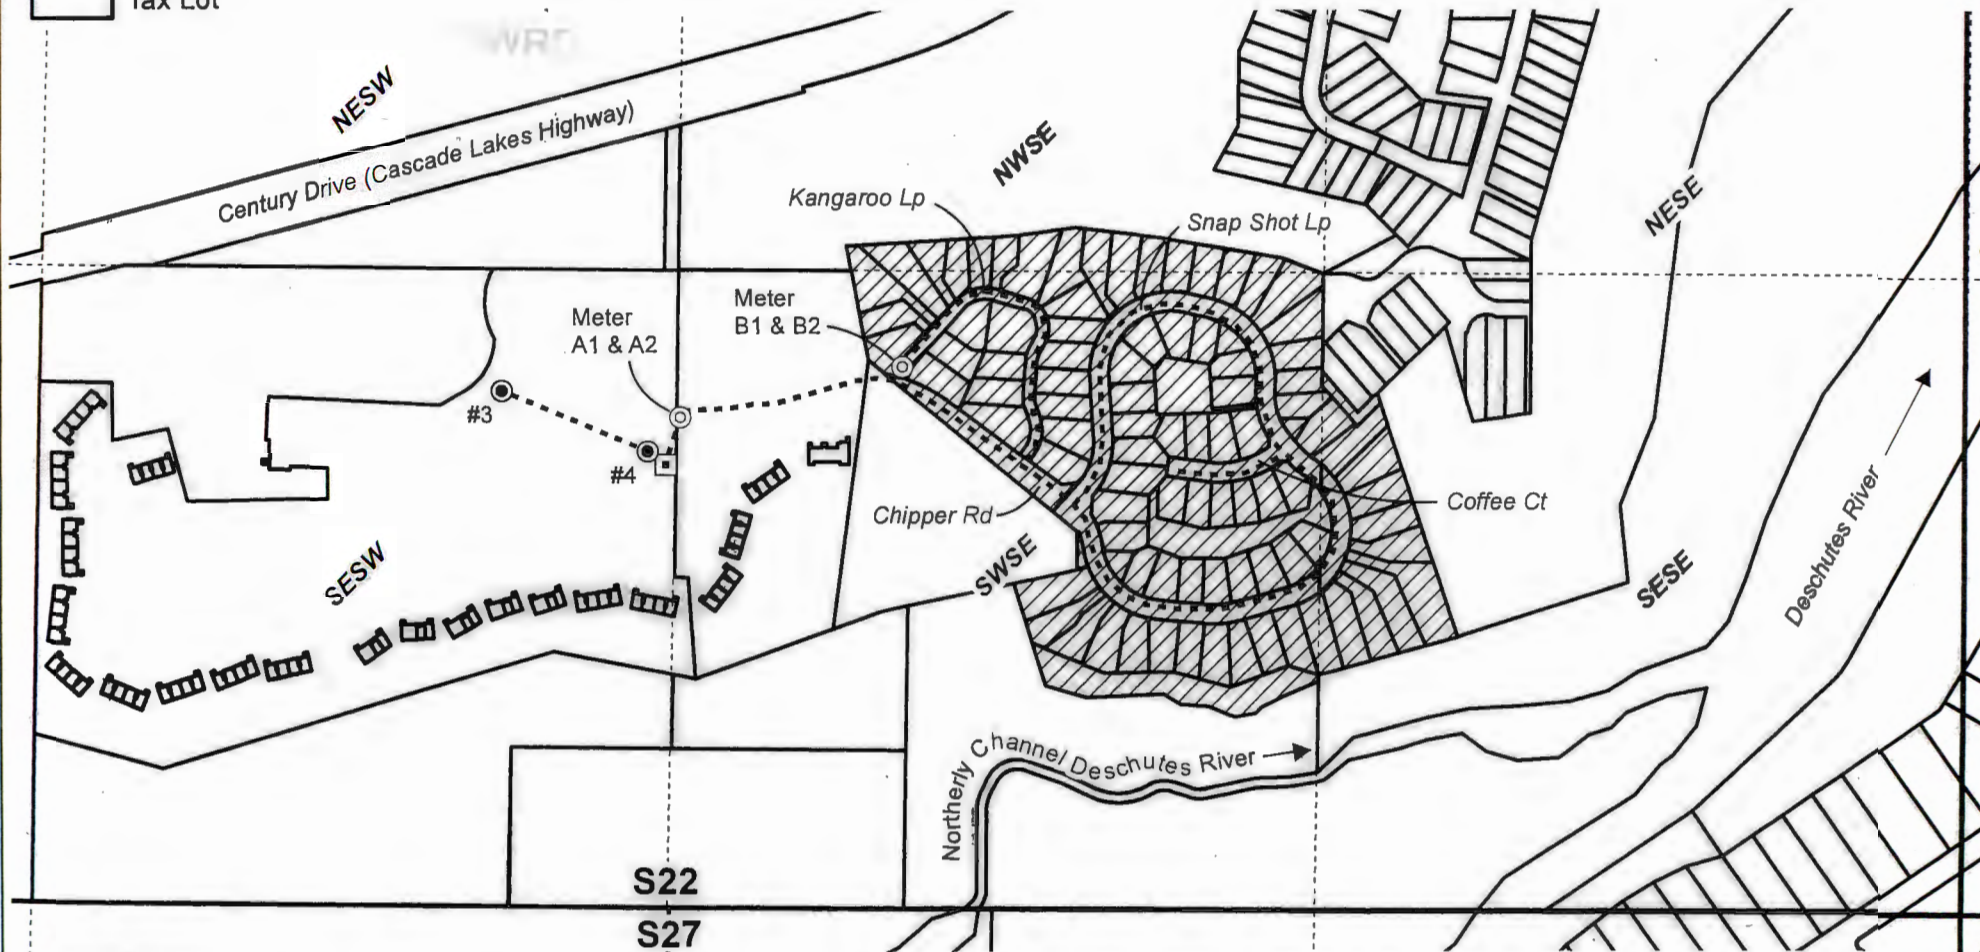 Tax Lot
WRD
NESW
Century Drive (Cascade Lakes Highway)
NWSE
Kangaroo Lp
Snap Shot Lp
NESE
Meter
A1 & A2
Meter
B1 & B2
#3
#4
Chipper Rd
Coffee Ct
SWSE
SESW
SESE
Deschutes River
Northerly Channel Deschutes River
S22
S27